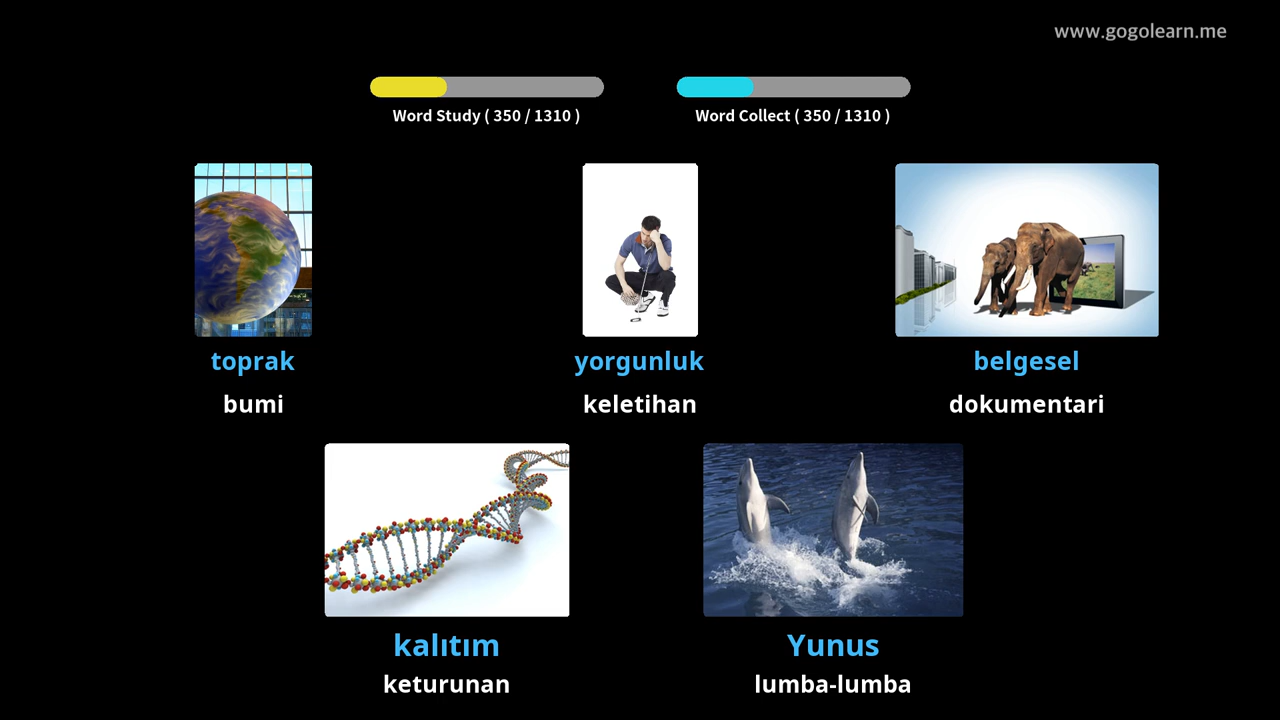 www.gogolearn.me
Word Study ( 350 / 1310 )
Word Collect ( 350 / 1310 )
toprak
bumi
yorgunluk
keletihan
belgesel
dokumentari
kalıtım
keturunan
Yunus
lumba-lumba